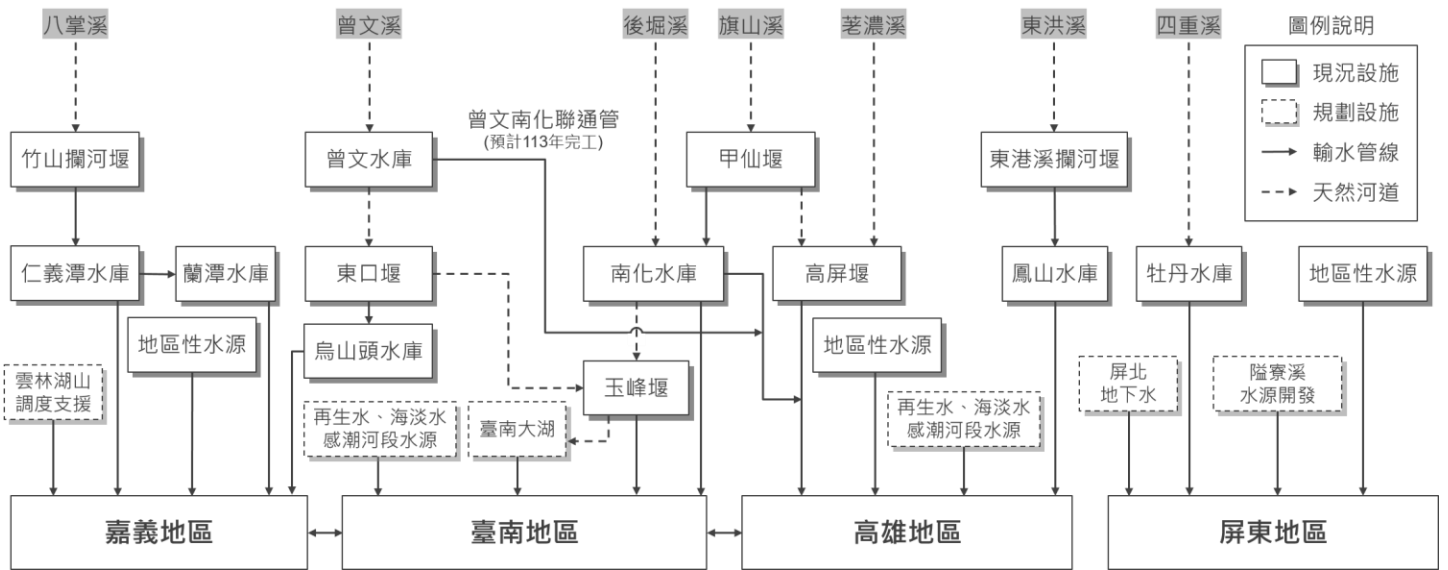 八掌溪
曾文溪
後堀溪
旗山溪
荖濃溪
東洪溪
四重溪
圖例說明
現況設施
規劃設施
輸水管線
天然河道
曾文南化聯通管
(預計113年完工)
竹山攔河堰
曾文水庫
甲仙堰
東港溪攔河堰
仁義潭水庫
蘭潭水庫
東口堰
南化水庫
高屏堰
鳳山水庫
牡丹水庫
地區性水源
地區性水源
烏山頭水庫
地區性水源
玉峰堰
雲林湖山
調度支援
再生水、海淡水
感潮河段水源
臺南大湖
再生水、海淡水
感潮河段水源
屏北
地下水
隘寮溪
水源開發
嘉義地區
臺南地區
高雄地區
屏東地區